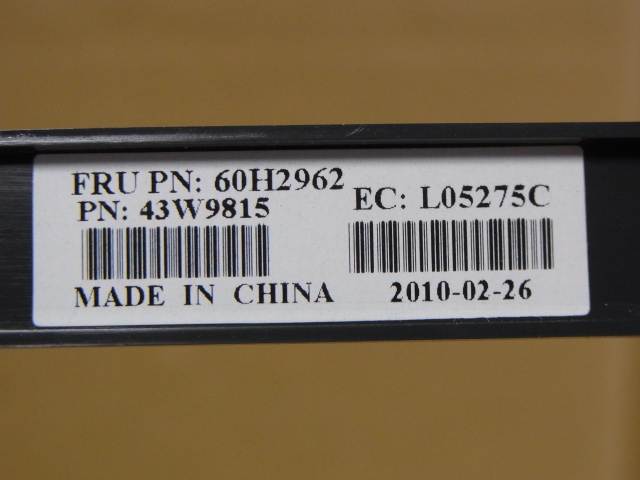 FRU PN: 60H2962
PN: 43W9815
EC: L05275C
MADE IN CHINA
2010-02-26